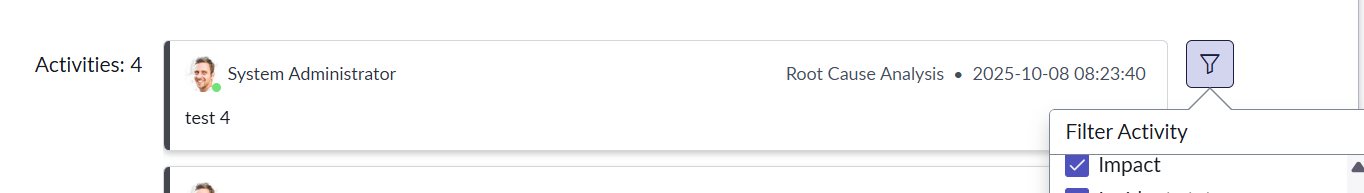 Activities: 4
System Administrator
Root Cause Analysis • 2025-10-08 08:23:40
test 4
Filter Activity
Impact